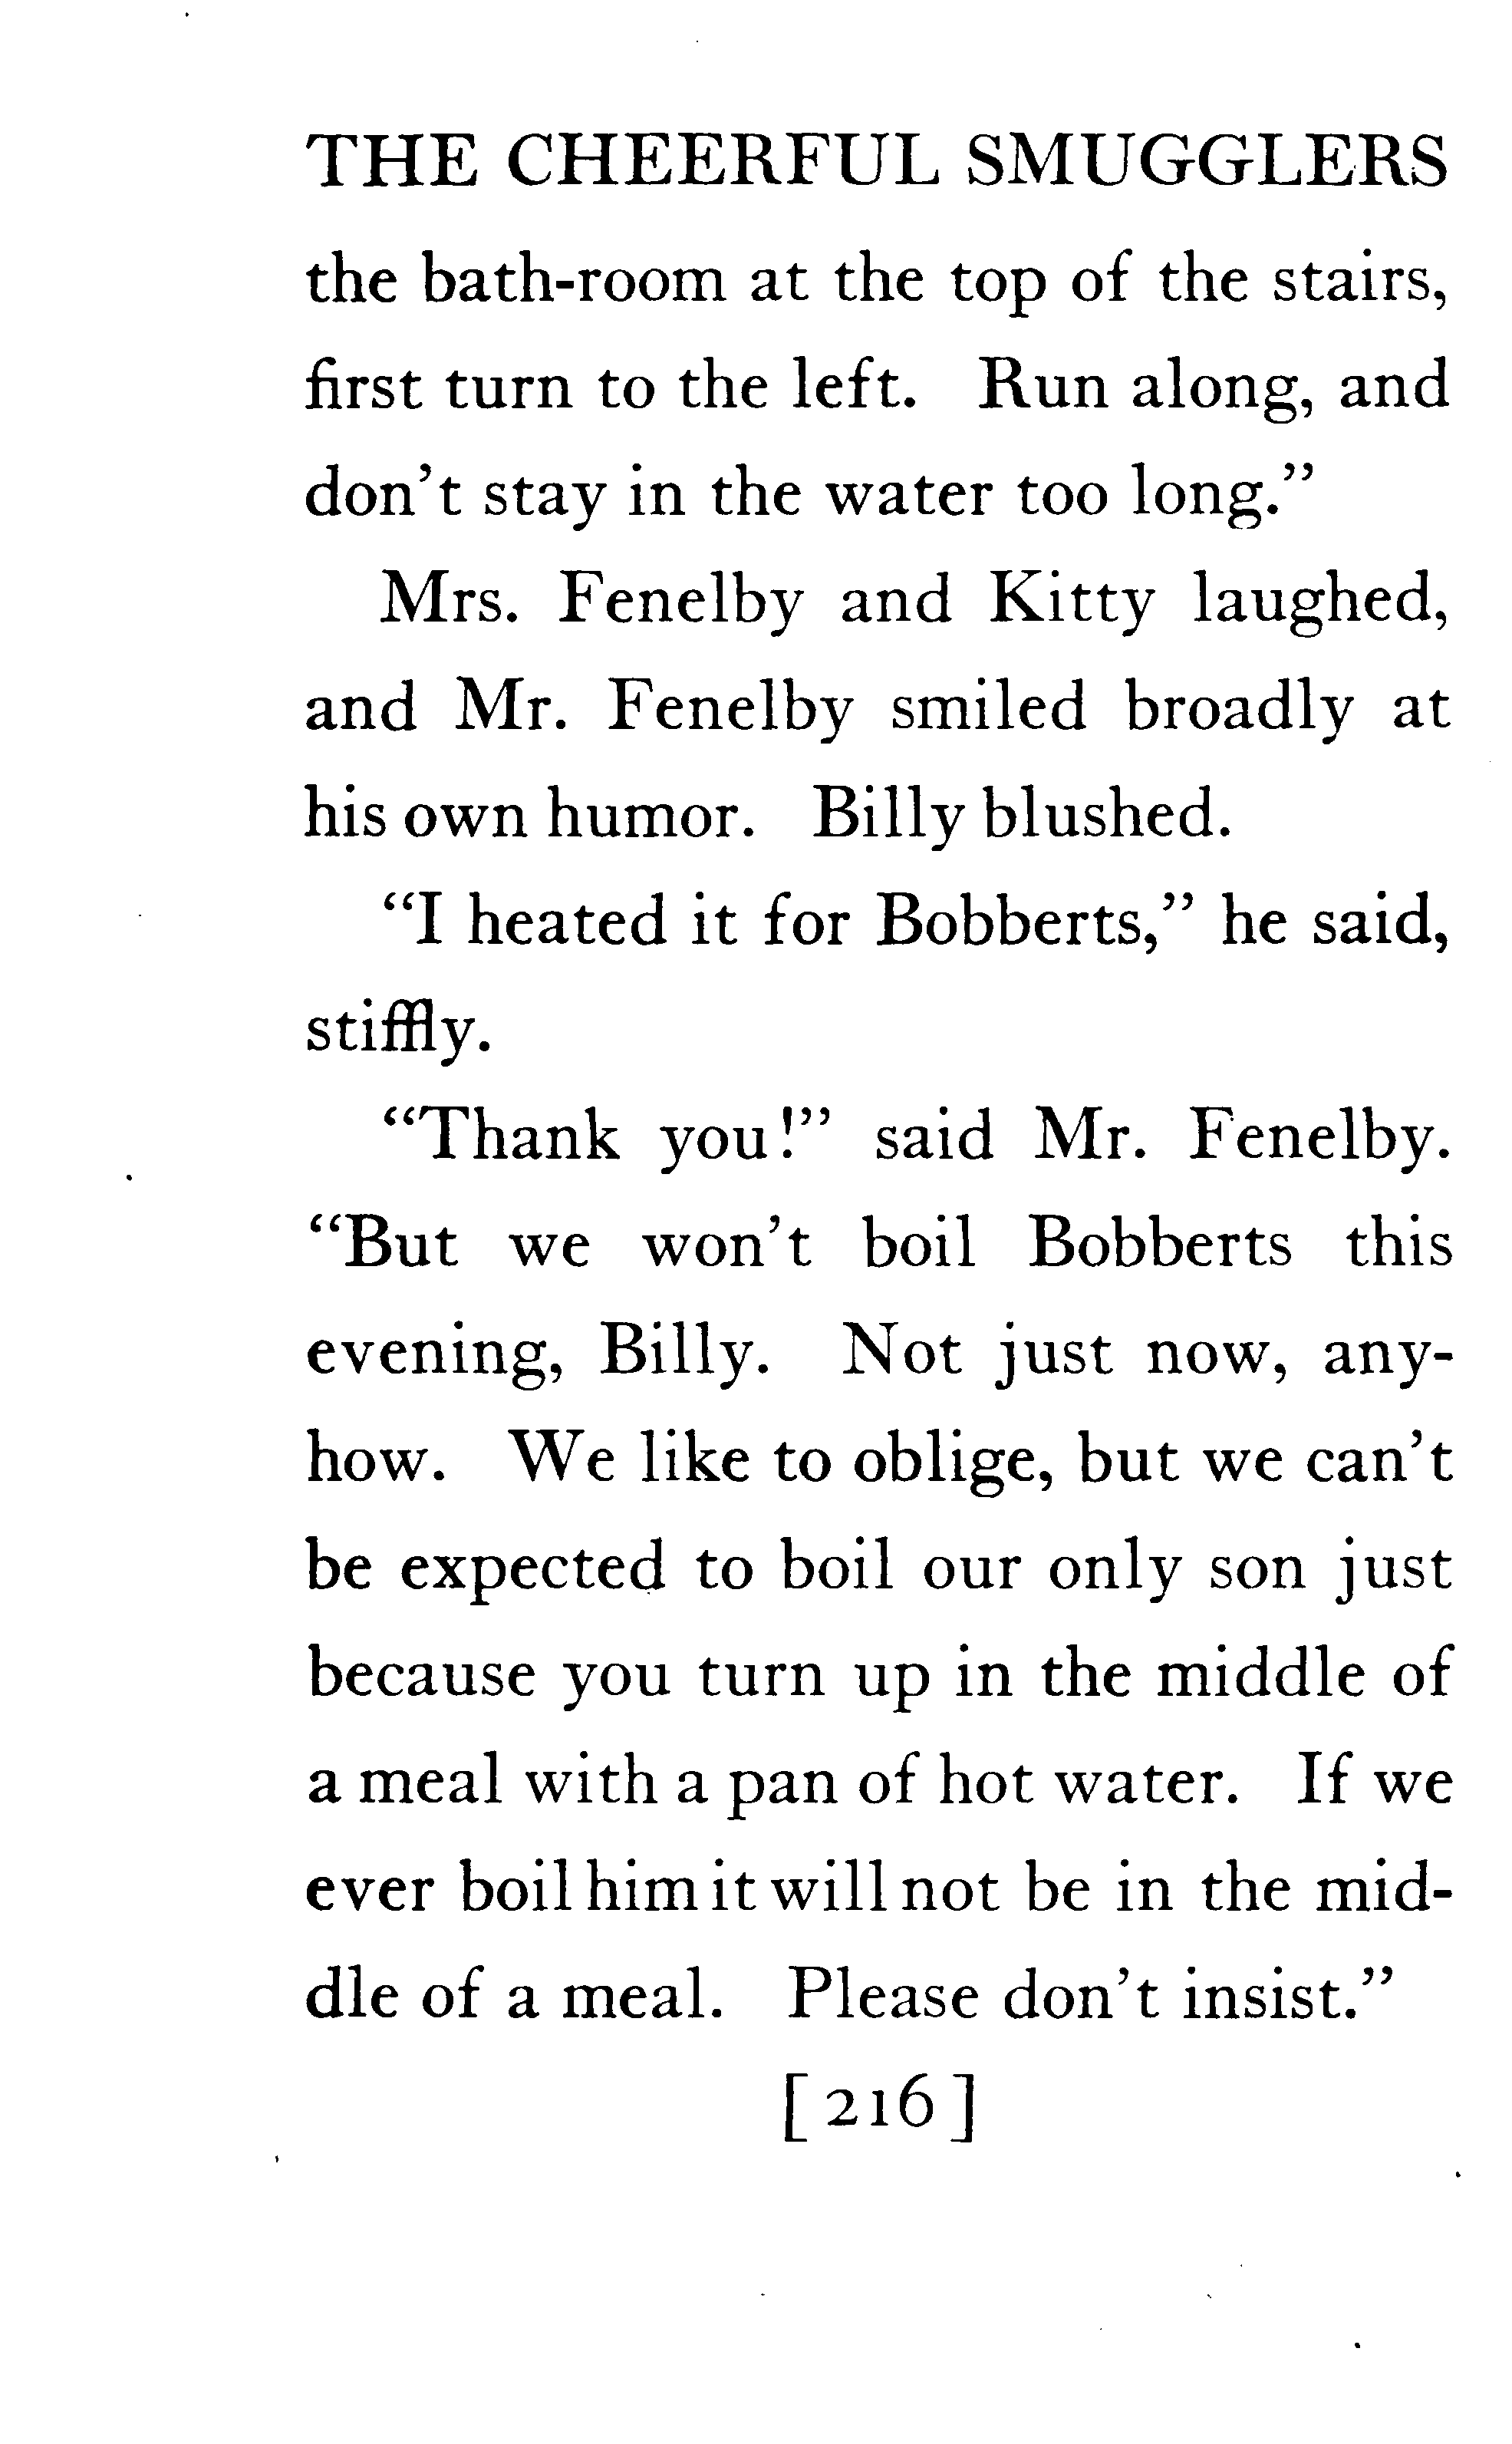 THE CHEERFUL SMUGGLERS
the bath-room at the top of the stairs,
first turn to the left. Run along, and
don't stay in the water too long."
Mrs. Fenelby and Kitty laughed,
and Mr. Fenelby smiled broadly at
his own humor. Billy blushed.
"I heated it for Bobberts," he said,
stiffly.
"Thank you!" said Mr. Fenelby.
"But we won't boil Bobberts this
evening, Billy. Not just now, any-
how. We like to oblige, but we can't
be expected to boil our only son just
because you turn up in the middle of
a meal with a pan of hot water. If we
ever boil him it will not be in the mid-
dle of a meal. Please don't insist."
[216]